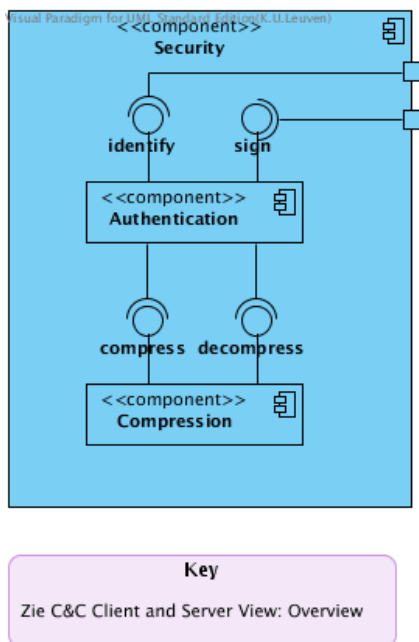 Visual Paradigm for UML Standard Edition(K.U.Leuven)
<<component>>
Security
identify sign
<<component>>
Authentication
compress decompress
<<component>>
Compression
Key
Zie C&C Client and Server View: Overview